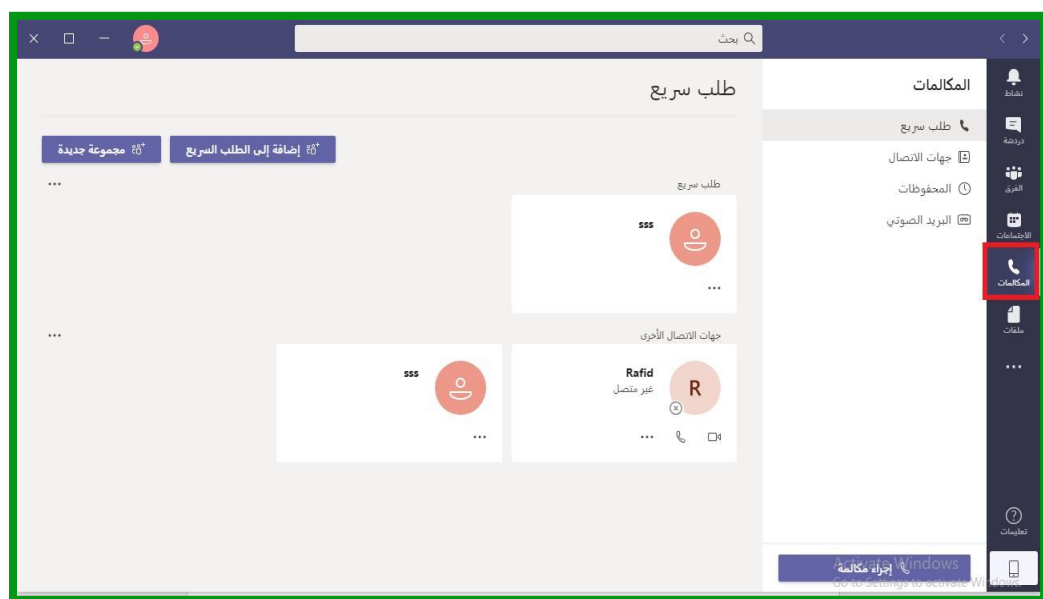 بحث
نشاط
دردشة
الفرق
الاجتماعات
المكالمات
ملفات
تعليمات
المكالمات
طلب سريع
جهات الاتصال
المحفوظات
البريد الصوتي
إجراء مكالمة
طلب سريع
إضافة إلى الطلب السريع
مجموعة جديدة
طلب سريع
sss
جهات الاتصال الأخرى
Rafid
غير متصل
R
sss
Activate Windows
Go to Settings to activate Windows.